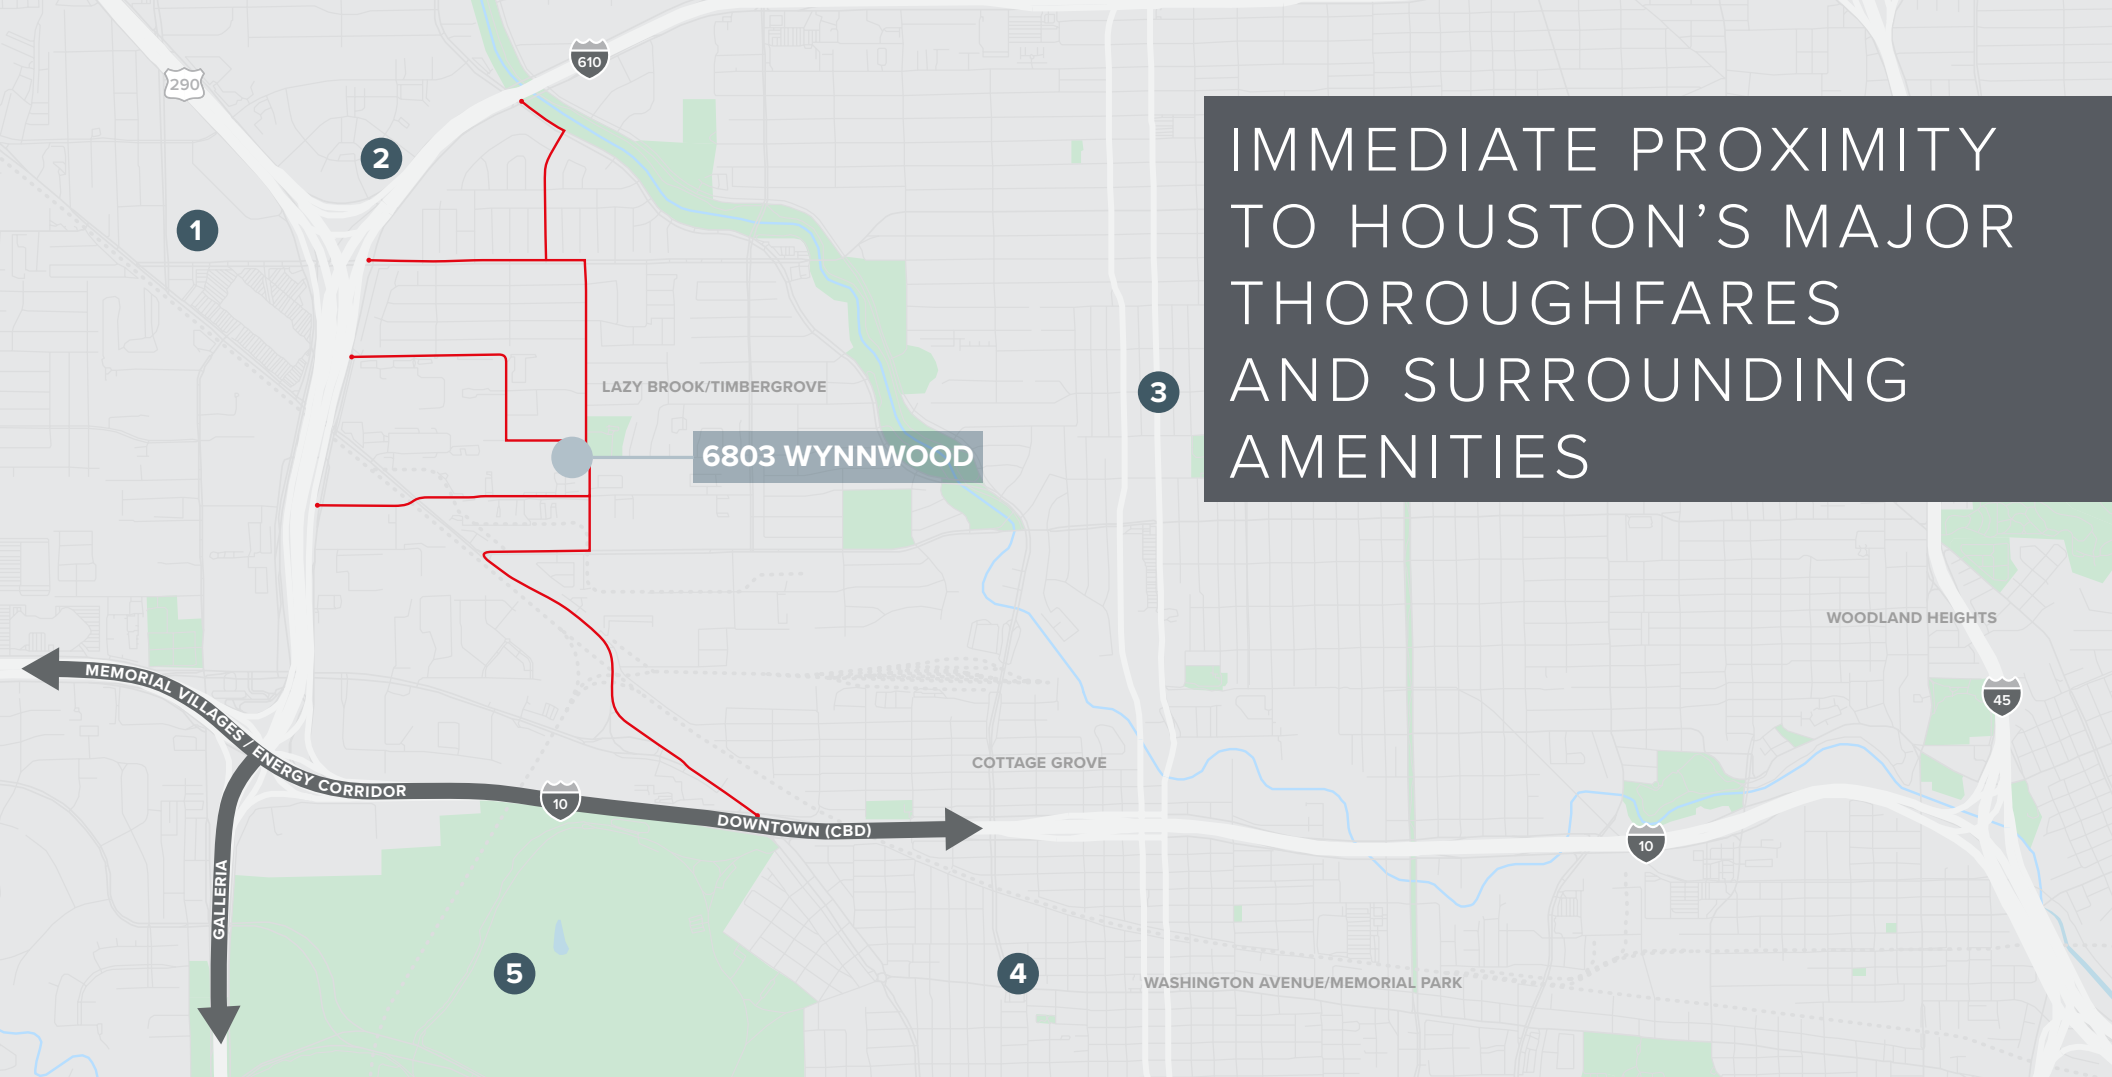 610
290
2
1
IMMEDIATE PROXIMITY
TO HOUSTON’S MAJOR
THOROUGHFARES
AND SURROUNDING
AMENITIES
LAZY BROOK/TIMBERGROVE
3
6803 WYNNWOOD
WOODLAND HEIGHTS
MEMORIAL VILLAGES / ENERGY CORRIDOR
45
COTTAGE GROVE
10
DOWNTOWN (CBD)
10
GALLERIA
5
4
WASHINGTON AVENUE/MEMORIAL PARK